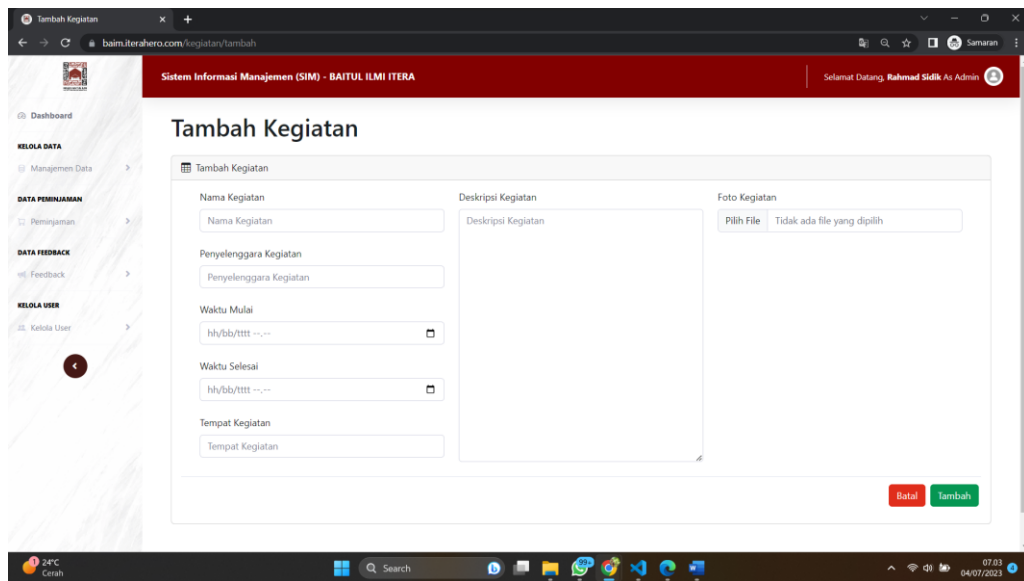 Tambah Kegiatan
baim.iterahero.com/kegiatan/tambah
Samaran
Sistem Informasi Manajemen (SIM) - BAITUL ILMI ITERA
Selamat Datang, Rahmad Sidik As Admin
Dashboard
KELOLA DATA
Manajemen Data
DATA PEMINJAMAN
Peminjaman
DATA FEEDBACK
Feedback
KELOLA USER
Kelola User
Tambah Kegiatan
Tambah Kegiatan
Nama Kegiatan
Nama Kegiatan
Penyelenggara Kegiatan
Penyelenggara Kegiatan
Waktu Mulai
hh/bb/tttt --.--
Waktu Selesai
hh/bb/tttt --.--
Tempat Kegiatan
Tempat Kegiatan
Deskripsi Kegiatan
Deskripsi Kegiatan
Foto Kegiatan
Pilih File Tidak ada file yang dipilih
Batal Tambah
1
24°C
Cerah
Search
99+
07.03
04/07/2023
4